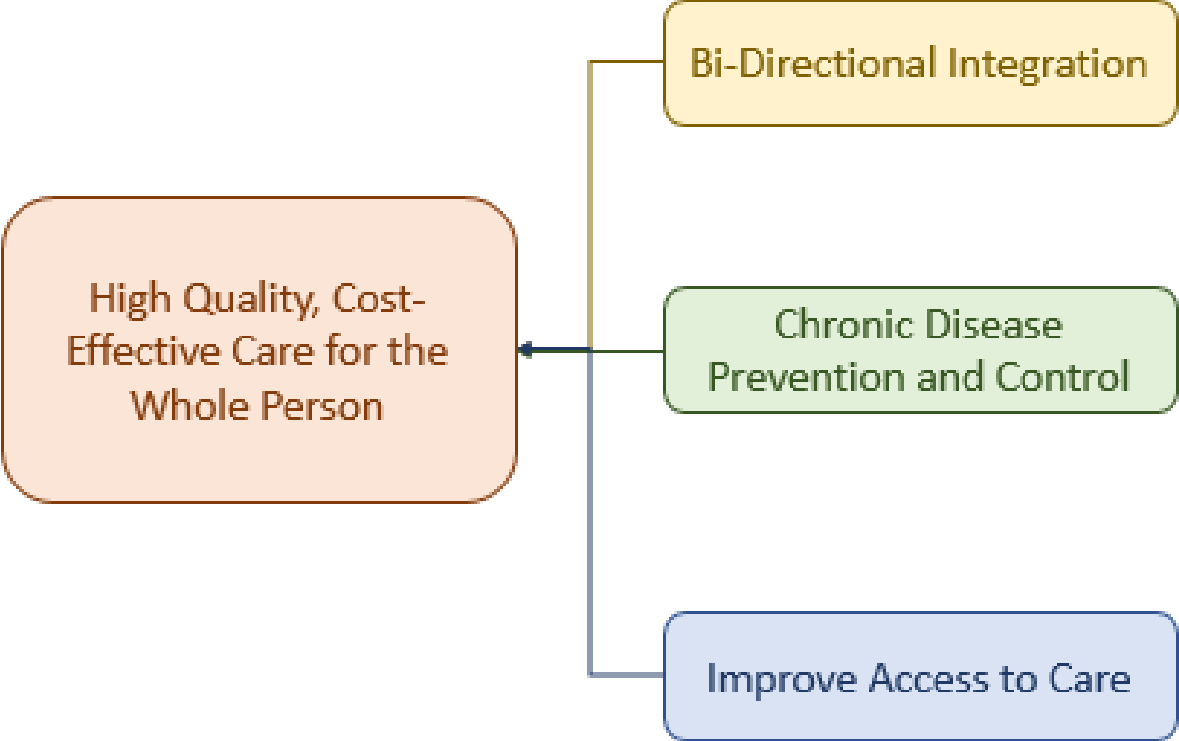 Bi-Directional Integration
High Quality, Cost-
Effective Care for the
Whole Person
Chronic Disease
Prevention and Control
Improve Access to Care